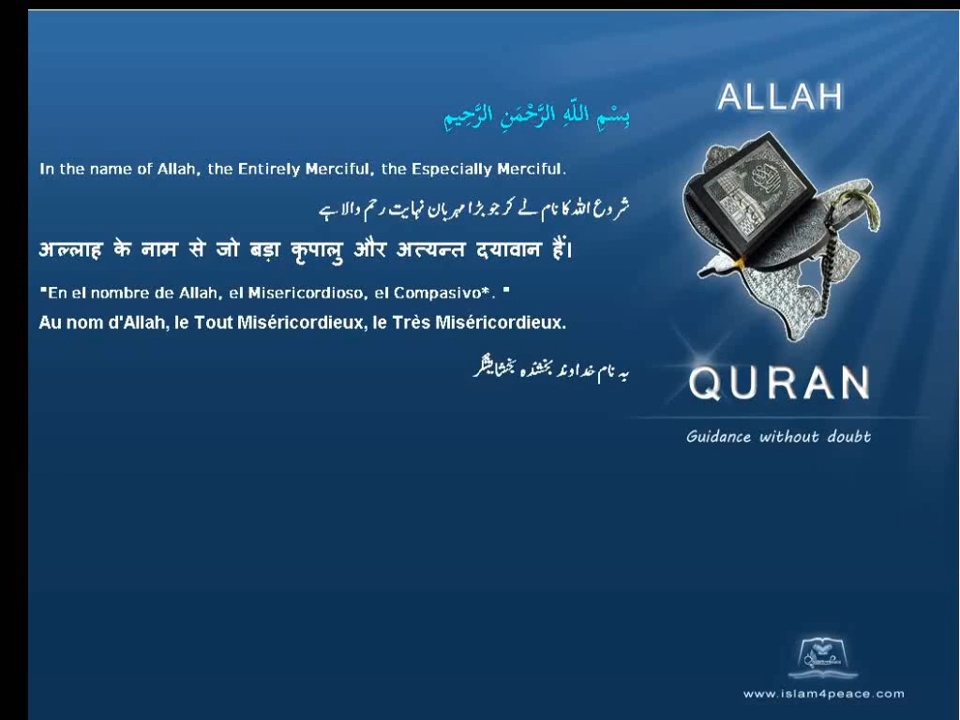 بِسْمِ اللَّهِ الرَّحْمَنِ الرَّحِيمِ
In the name of Allah, the Entirely Merciful, the Especially Merciful.
شروع اللہ کا نام لے کر جو بڑا مہربان نہایت رحم والا ہے
अल्लाह के नाम से जो बड़ा कृपालु और अत्यन्त दयावान हैं।
"En el nombre de Allah, el Misericordioso, el Compasivo*. "
Au nom d'Allah, le Tout Miséricordieux, le Très Miséricordieux.
به نام خداوند بخشنده بخشایشگر
ALLAH
QURAN
Guidance without doubt
www.islam4peace.com